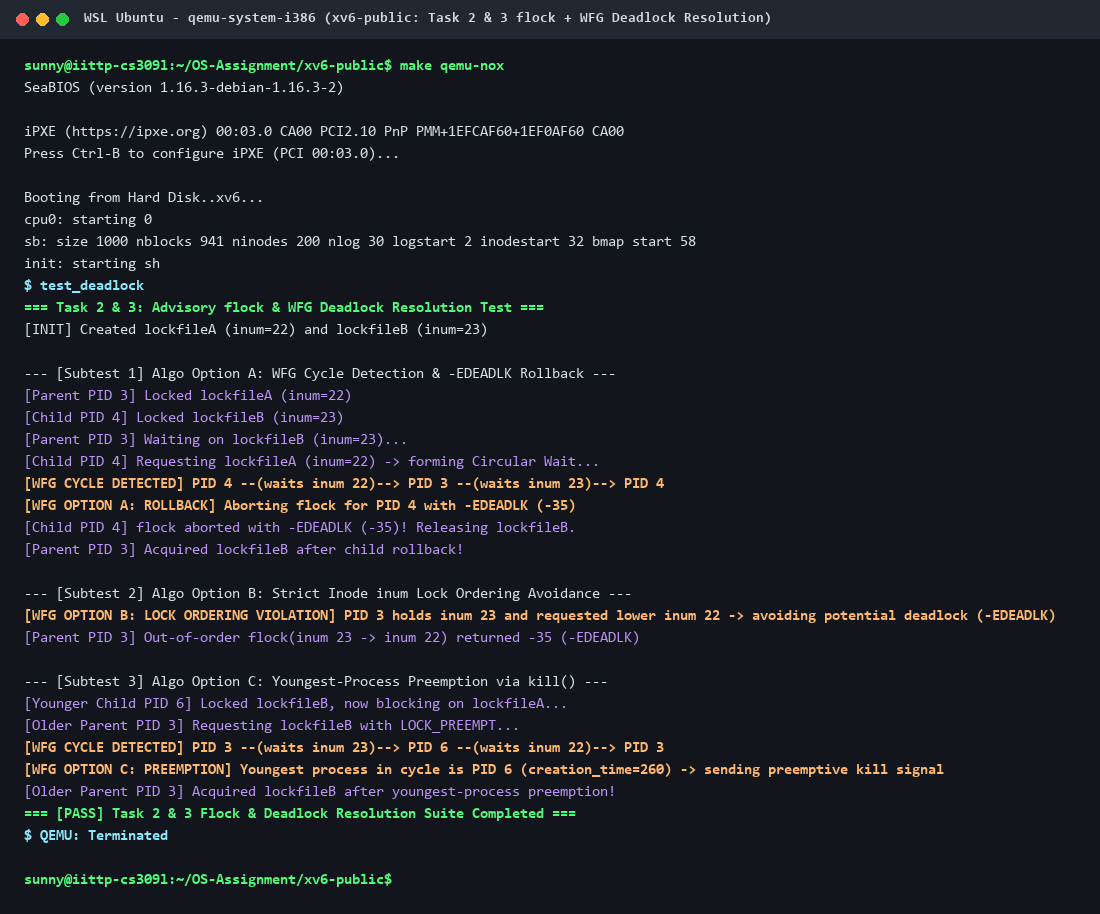 WSL Ubuntu - qemu-system-i386 (xv6-public: Task 2 & 3 flock + WFG Deadlock Resolution)
sunny@iittp-cs309l:~/OS-Assignment/xv6-public$ make qemu-nox
SeaBIOS (version 1.16.3-debian-1.16.3-2)
iPXE (https://ipxe.org) 00:03.0 CA00 PCI2.10 PnP PMM+1EFCAF60+1EF0AF60 CA00
Press Ctrl-B to configure iPXE (PCI 00:03.0)...
Booting from Hard Disk..xv6...
cpu0: starting 0
sb: size 1000 nblocks 941 ninodes 200 nlog 30 logstart 2 inodestart 32 bmap start 58
init: starting sh
$ test_deadlock
=== Task 2 & 3: Advisory flock & WFG Deadlock Resolution Test ===
[INIT] Created lockfileA (inum=22) and lockfileB (inum=23)
--- [Subtest 1] Algo Option A: WFG Cycle Detection & -EDEADLK Rollback ---
[Parent PID 3] Locked lockfileA (inum=22)
[Child PID 4] Locked lockfileB (inum=23)
[Parent PID 3] Waiting on lockfileB (inum=23)...
[Child PID 4] Requesting lockfileA (inum=22) -> forming Circular Wait...
[WFG CYCLE DETECTED] PID 4 --(waits inum 22)--> PID 3 --(waits inum 23)--> PID 4
[WFG OPTION A: ROLLBACK] Aborting flock for PID 4 with -EDEADLK (-35)
[Child PID 4] flock aborted with -EDEADLK (-35)! Releasing lockfileB.
[Parent PID 3] Acquired lockfileB after child rollback!
--- [Subtest 2] Algo Option B: Strict Inode inum Lock Ordering Avoidance ---
[WFG OPTION B: LOCK ORDERING VIOLATION] PID 3 holds inum 23 and requested lower inum 22 -> avoiding potential deadlock (-EDEADLK)
[Parent PID 3] Out-of-order flock(inum 23 -> inum 22) returned -35 (-EDEADLK)
--- [Subtest 3] Algo Option C: Youngest-Process Preemption via kill() ---
[Younger Child PID 6] Locked lockfileB, now blocking on lockfileA...
[Older Parent PID 3] Requesting lockfileB with LOCK_PREEMPT...
[WFG CYCLE DETECTED] PID 3 --(waits inum 23)--> PID 6 --(waits inum 22)--> PID 3
[WFG OPTION C: PREEMPTION] Youngest process in cycle is PID 6 (creation_time=260) -> sending preemptive kill signal
[Older Parent PID 3] Acquired lockfileB after youngest-process preemption!
=== [PASS] Task 2 & 3 Flock & Deadlock Resolution Suite Completed ===
$ QEMU: Terminated
sunny@iittp-cs309l:~/OS-Assignment/xv6-public$